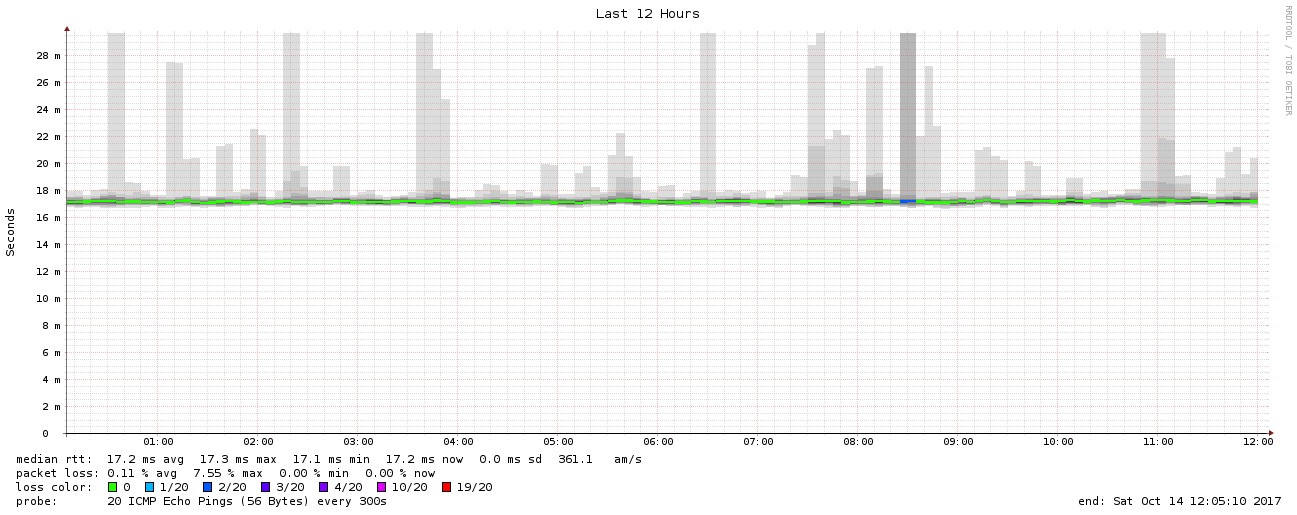 Last 12 Hours
RRDTOOL / TOBI OETIKER
Seconds
28 m
26 m
24 m
22 m
20 m
18 m
16 m
14 m
12 m
10 m
8 m
6 m
4 m
2 m
0
01:00 02:00 03:00 04:00 05:00 06:00 07:00 08:00 09:00 10:00 11:00 12:00
median rtt: 17.2 ms avg 17.3 ms max 17.1 ms min 17.2 ms now 0.0 ms sd 361.1 am/s
packet loss: 0.11 % avg 7.55 % max 0.00 % min 0.00 % now
loss color: 0 1/20 2/20 3/20 4/20 10/20 19/20
probe: 20 ICMP Echo Pings (56 Bytes) every 300s
end: Sat Oct 14 12:05:10 2017